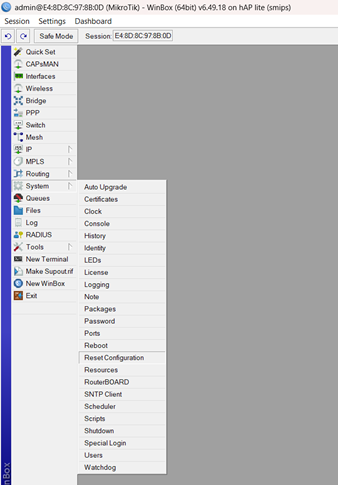 admin@E4:8D:8C:97:8B:0D (MikroTik) - WinBox (64bit) v6.49.18 on hAP lite (smips)
Session Settings Dashboard
Safe Mode Session: E4:8D:8C:97:8B:0D
Quick Set
CAPsMAN
Interfaces
Wireless
Bridge
PPP
Switch
Mesh
IP
MPLS
Routing
System
Queues
Files
Log
RADIUS
Tools
New Terminal
Make Supout.rif
New WinBox
Exit
Auto Upgrade
Certificates
Clock
Console
History
Identity
LEDs
License
Logging
Note
Packages
Password
Ports
Reboot
Reset Configuration
Resources
RouterBOARD
SNTP Client
Scheduler
Scripts
Shutdown
Special Login
Users
Watchdog
nBox